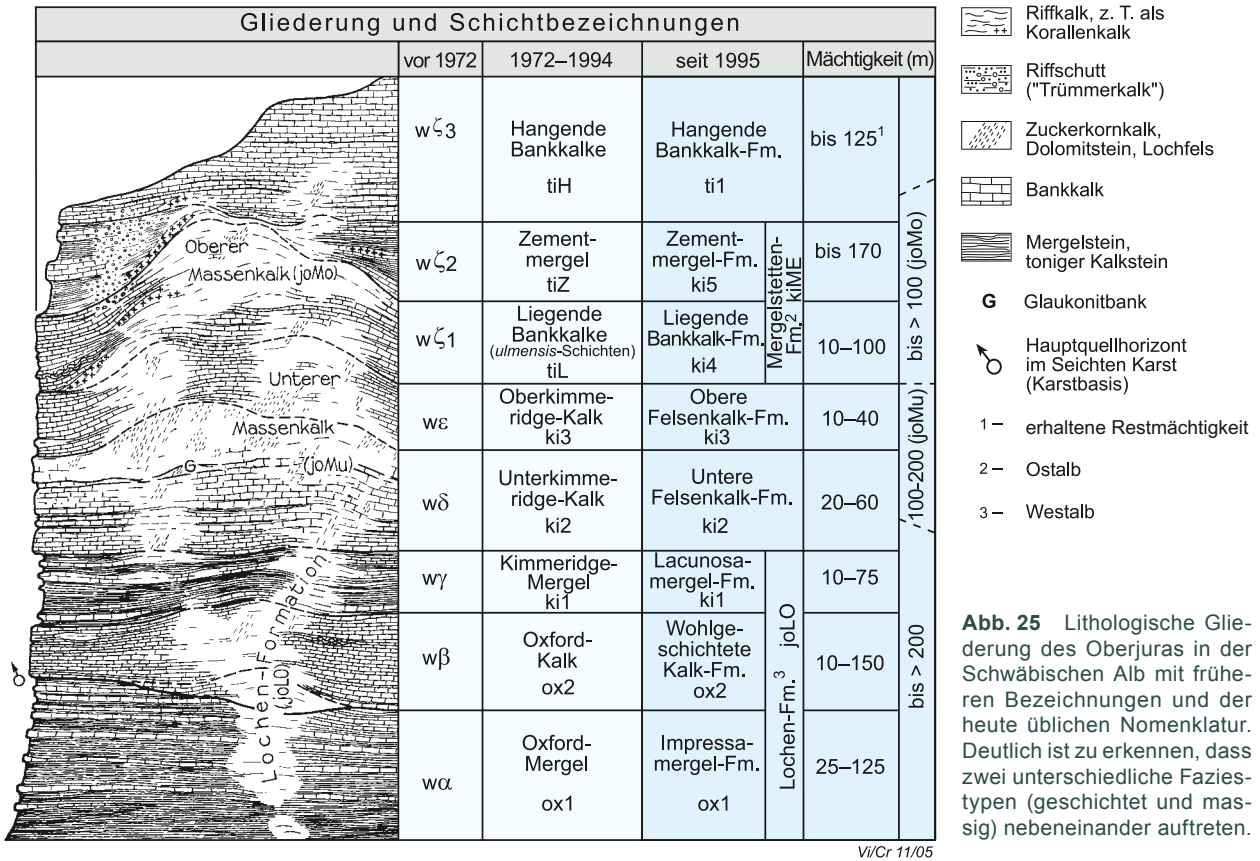 Gliederung und Schichtbezeichnungen
vor 1972
1972–1994
seit 1995
Mächtigkeit (m)
wζ3
Hangende
Bankkalke
tiH
Hangende
Bankkalk-Fm.
ti1
bis 125¹
wζ2
Zement-
mergel
tiZ
Zement-
mergel-Fm.
ki5
bis 170
wζ1
Liegende
Bankkalke
(ulmensis-Schichten)
tiL
Liegende
Bankkalk-Fm.
ki4
10–100
Mergelstetten-
Fm.² kiME
wε
Oberkimme-
ridge-Kalk
ki3
Obere
Felsenkalk-Fm.
ki3
10–40
wδ
Unterkimme-
ridge-Kalk
ki2
Untere
Felsenkalk-Fm.
ki2
20–60
wγ
Kimmeridge-
Mergel
ki1
Lacunosa-
mergel-Fm.
ki1
10–75
wβ
Oxford-
Kalk
ox2
Wohlge-
schichtete
Kalk-Fm.
ox2
10–150
wα
Oxford-
Mergel
ox1
Impressa-
mergel-Fm.
ox1
25–125
Lochen-Fm.³ joLO
bis > 100 (joMo)
100-200 (joMu)
bis > 200
Oberer
Massenkalk (joMo)
Unterer
Massenkalk
(joMu)
G
Lochen-Formation
(joLO)
Vi/Cr 11/05
Riffkalk, z. T. als
Korallenkalk
Riffschutt
("Trümmerkalk")
Zuckerkornkalk,
Dolomitstein, Lochfels
Bankkalk
Mergelstein,
toniger Kalkstein
G Glaukonitbank
Hauptquellhorizont
im Seichten Karst
(Karstbasis)
1 – erhaltene Restmächtigkeit
2 – Ostalb
3 – Westalb
Abb. 25 Lithologische Glie-
derung des Oberjuras in der
Schwäbischen Alb mit frühe-
ren Bezeichnungen und der
heute üblichen Nomenklatur.
Deutlich ist zu erkennen, dass
zwei unterschiedliche Fazies-
typen (geschichtet und mas-
sig) nebeneinander auftreten.